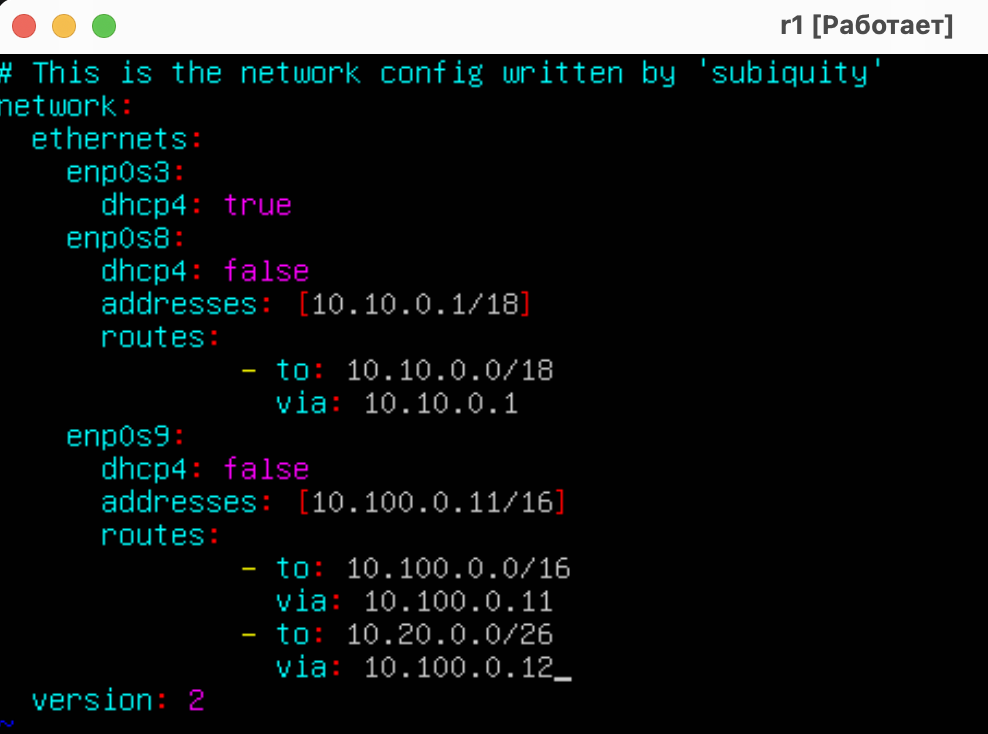 r1 [Работает]
# This is the network config written by 'subiquity'
network:
  ethernets:
    enp0s3:
      dhcp4: true
    enp0s8:
      dhcp4: false
      addresses: [10.10.0.1/18]
      routes:
              - to: 10.10.0.0/18
                via: 10.10.0.1
    enp0s9:
      dhcp4: false
      addresses: [10.100.0.11/16]
      routes:
              - to: 10.100.0.0/16
                via: 10.100.0.11
              - to: 10.20.0.0/26
                via: 10.100.0.12_
  version: 2
~